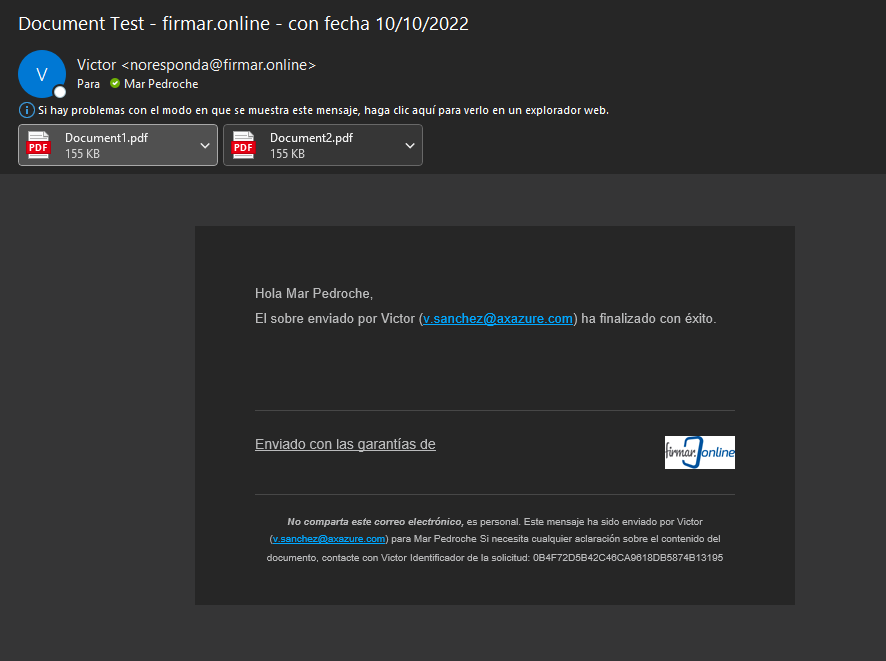 Document Test - firmar.online - con fecha 10/10/2022
V
Victor <noresponda@firmar.online>
Para Mar Pedroche
Si hay problemas con el modo en que se muestra este mensaje, haga clic aquí para verlo en un explorador web.
PDF Document1.pdf
155 KB
PDF Document2.pdf
155 KB
Hola Mar Pedroche,
El sobre enviado por Victor (v.sanchez@axazure.com) ha finalizado con éxito.
Enviado con las garantías de
firmar.online
No comparta este correo electrónico, es personal. Este mensaje ha sido enviado por Victor
(v.sanchez@axazure.com) para Mar Pedroche Si necesita cualquier aclaración sobre el contenido del
documento, contacte con Victor Identificador de la solicitud: 0B4F72D5B42C46CA9618DB5874B13195